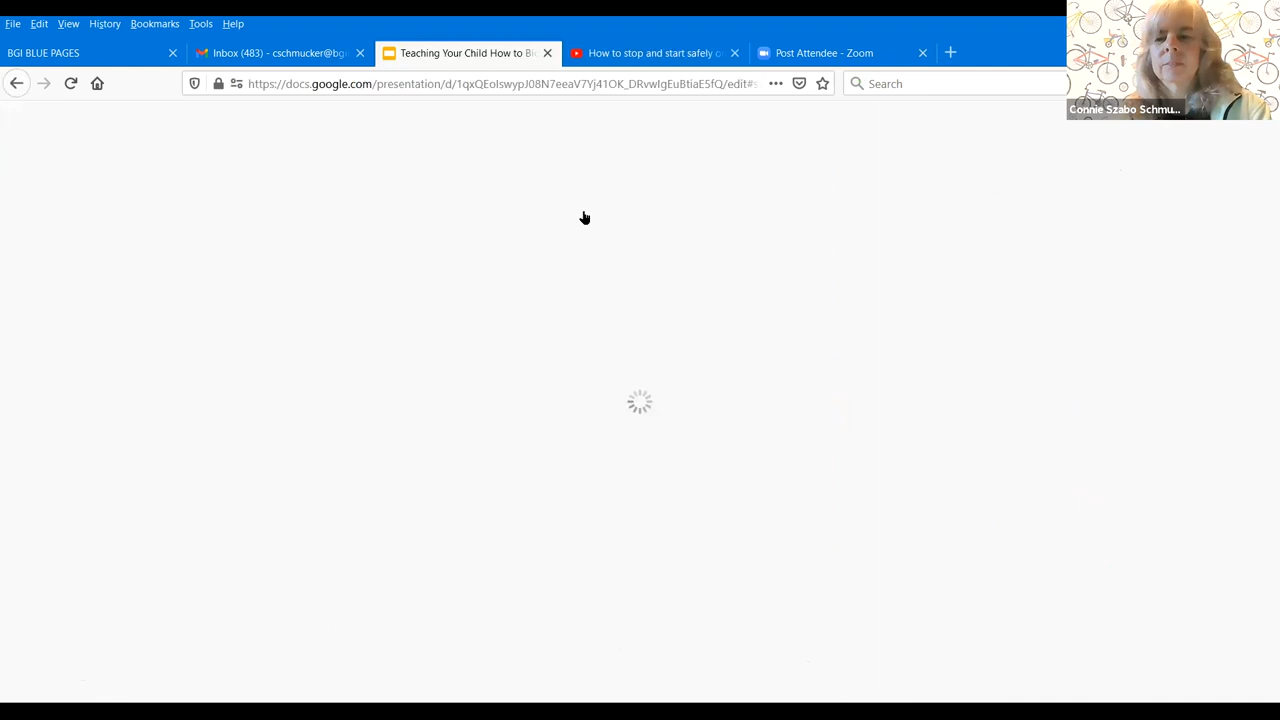 File Edit View History Bookmarks Tools Help
BGI BLUE PAGES
Inbox (483) - cschmucker@bgi
Teaching Your Child How to Bi
How to stop and start safely o
Post Attendee - Zoom
https://docs.google.com/presentation/d/1qxQEoIswypJ08N7eeaV7Yj41OK_DRvwIgEuBtiaE5fQ/edit#s
Search
Connie Szabo Schmu...